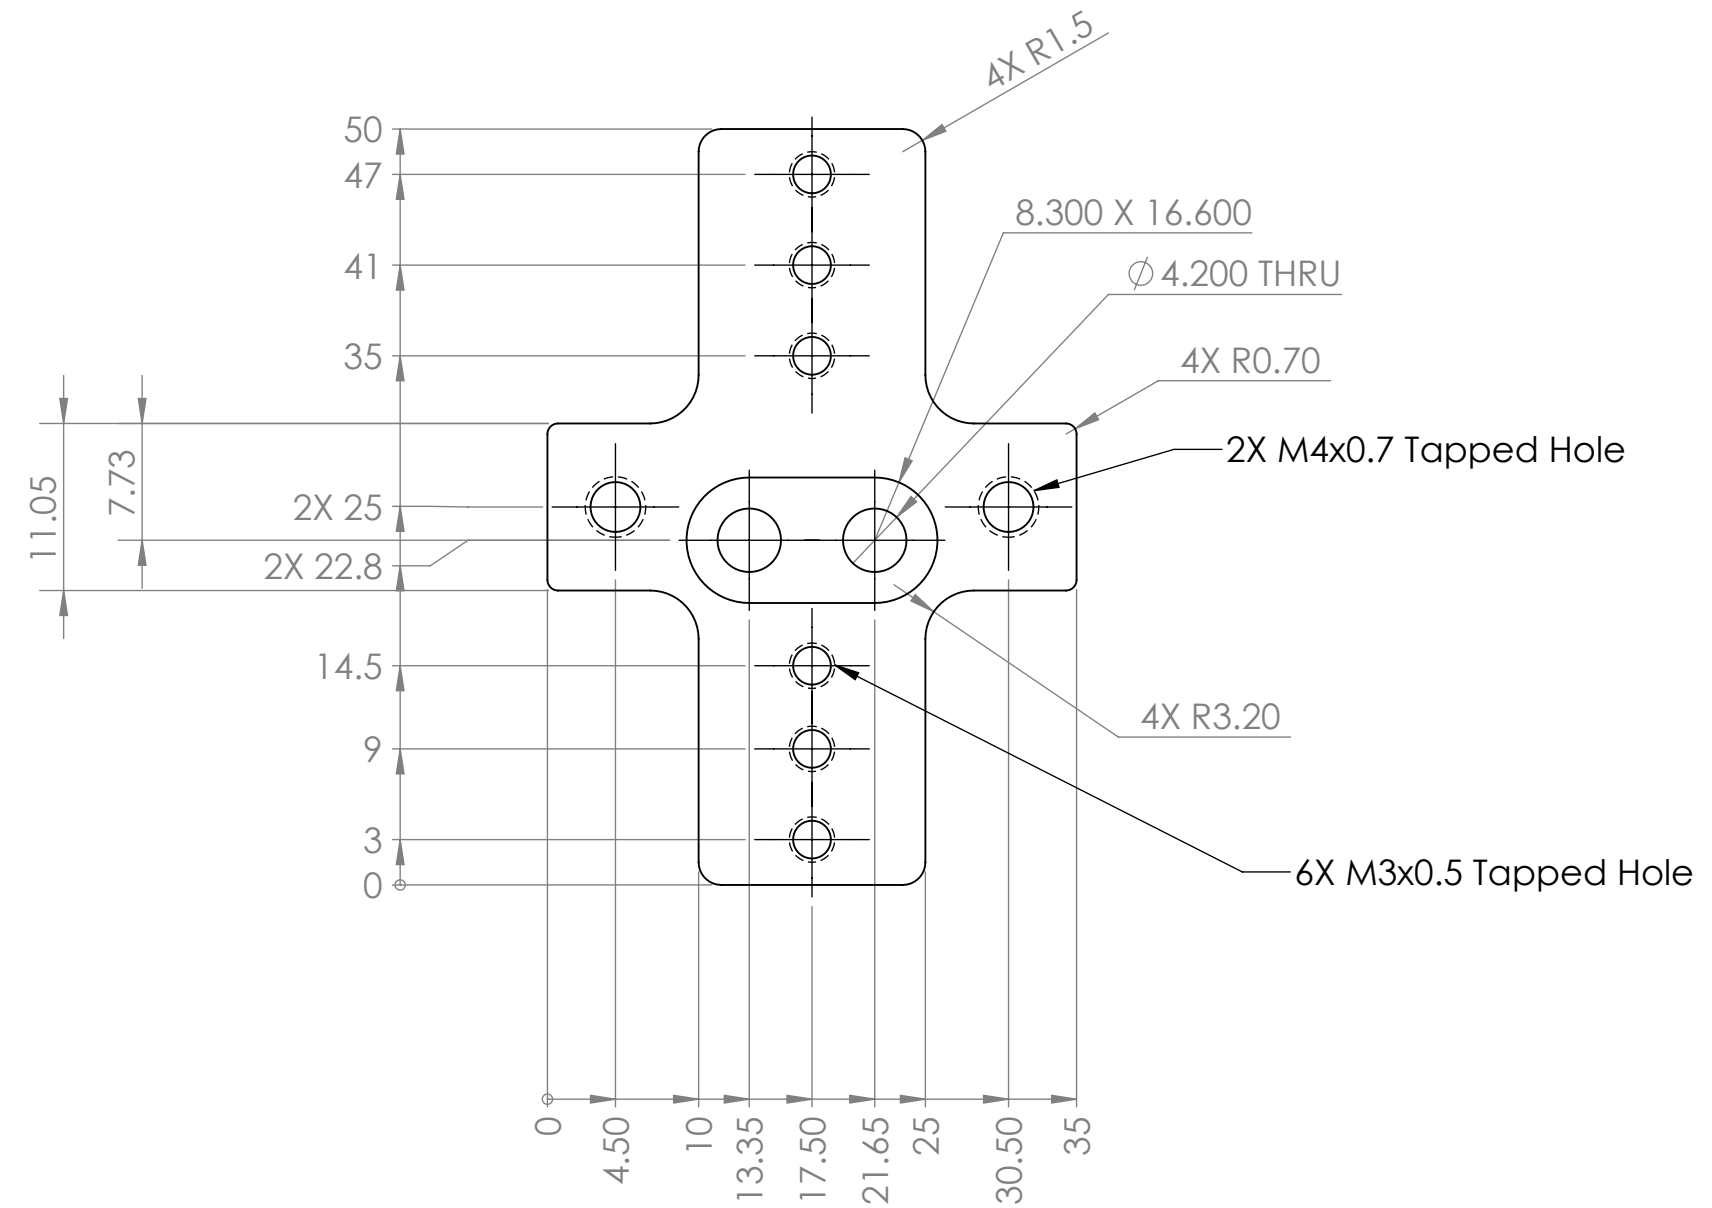 4X R1.5
50
47
8.300 X 16.600
41
⌀ 4.200 THRU
35
4X R0.70
2X M4x0.7 Tapped Hole
7.73
11.05
2X 25
2X 22.8
14.5
4X R3.20
9
3
6X M3x0.5 Tapped Hole
0
0
4.50
10
13.35
17.50
21.65
25
30.50
35